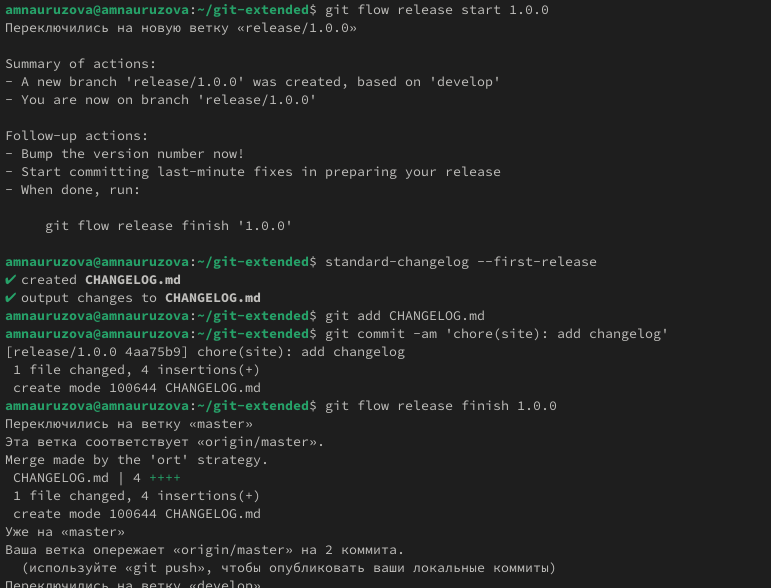 amnauruzova@amnauruzova:~/git-extended$ git flow release start 1.0.0
Переключились на новую ветку «release/1.0.0»
Summary of actions:
- A new branch 'release/1.0.0' was created, based on 'develop'
- You are now on branch 'release/1.0.0'
Follow-up actions:
- Bump the version number now!
- Start committing last-minute fixes in preparing your release
- When done, run:
git flow release finish '1.0.0'
amnauruzova@amnauruzova:~/git-extended$ standard-changelog --first-release
✔ created CHANGELOG.md
✔ output changes to CHANGELOG.md
amnauruzova@amnauruzova:~/git-extended$ git add CHANGELOG.md
amnauruzova@amnauruzova:~/git-extended$ git commit -am 'chore(site): add changelog'
[release/1.0.0 4aa75b9] chore(site): add changelog
1 file changed, 4 insertions(+)
create mode 100644 CHANGELOG.md
amnauruzova@amnauruzova:~/git-extended$ git flow release finish 1.0.0
Переключились на ветку «master»
Эта ветка соответствует «origin/master».
Merge made by the 'ort' strategy.
CHANGELOG.md | 4 ++++
1 file changed, 4 insertions(+)
create mode 100644 CHANGELOG.md
Уже на «master»
Ваша ветка опережает «origin/master» на 2 коммита.
(используйте «git push», чтобы опубликовать ваши локальные коммиты)
Переключились на ветку «develop»